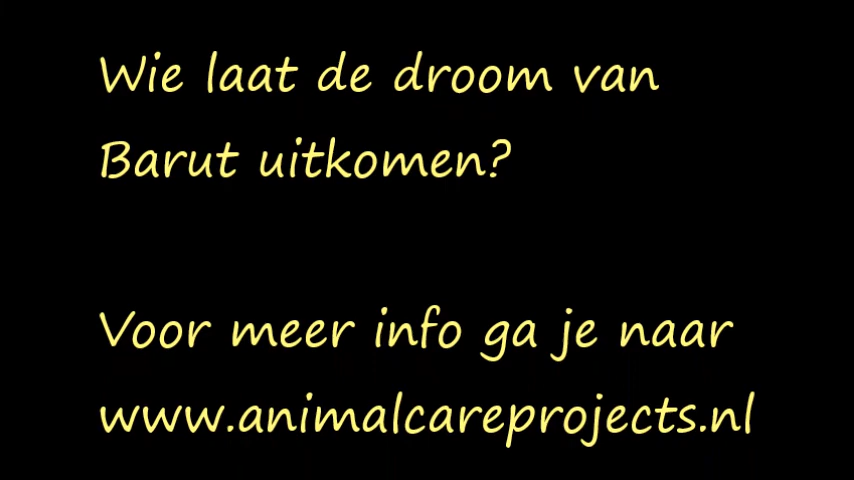 Wie laat de droom van
Barut uitkomen?
Voor meer info ga je naar
www.animalcareprojects.nl